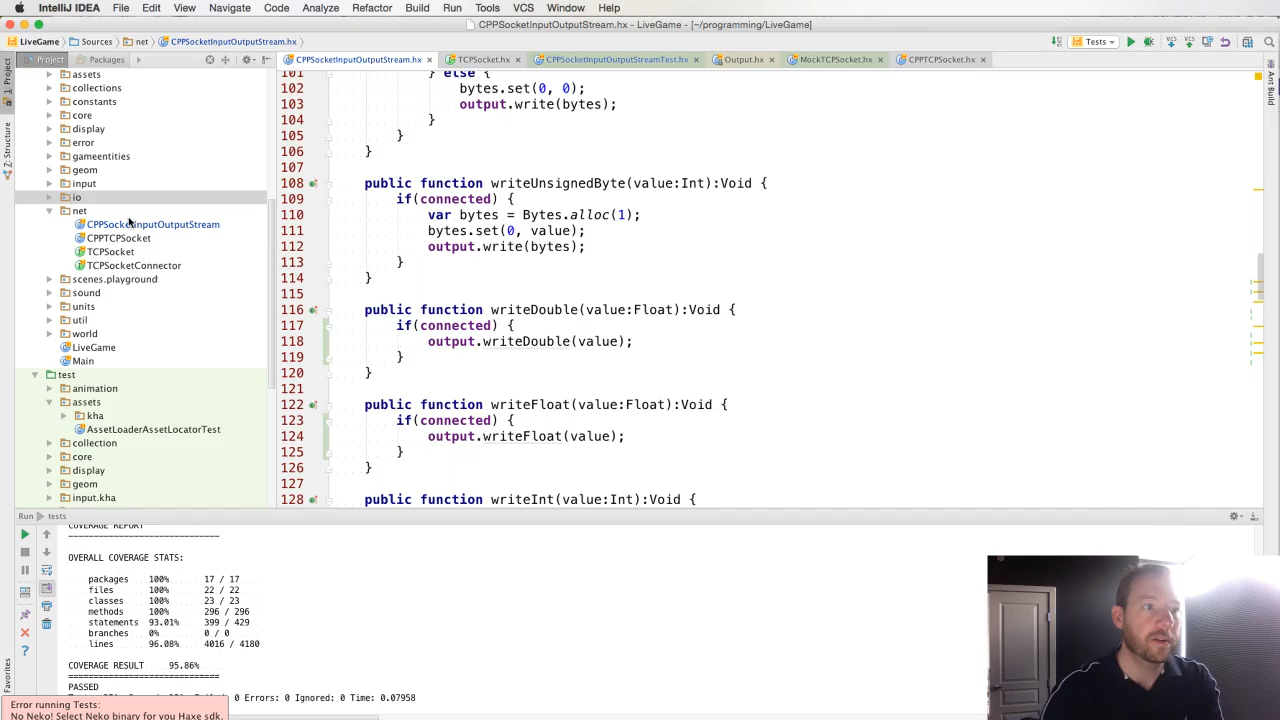 IntelliJ IDEA File Edit View Navigate Code Analyze Refactor Build Run Tools VCS Window Help
CPPSocketInputOutputStream.hx - LiveGame - [~/programming/LiveGame]
LiveGame Sources net CPPSocketInputOutputStream.hx Tests
Project Packages
CPPSocketInputOutputStream.hx TCPSocket.hx CPPSocketInputOutputStreamTest.hx Output.hx MockTCPSocket.hx CPPTCPSocket.hx
1: Project
Z: Structure
Favorites
Ant Build
assets
collections
constants
core
display
error
gameentities
geom
input
io
net
CPPSocketInputOutputStream
CPPTCPSocket
TCPSocket
TCPSocketConnector
scenes.playground
sound
units
util
world
LiveGame
Main
test
animation
assets
kha
AssetLoaderAssetLocatorTest
collection
core
display
geom
input.kha
101 } else {
102 bytes.set(0, 0);
103 output.write(bytes);
104 }
105 }
106 }
107
108 public function writeUnsignedByte(value:Int):Void {
109 if(connected) {
110 var bytes = Bytes.alloc(1);
111 bytes.set(0, value);
112 output.write(bytes);
113 }
114 }
115
116 public function writeDouble(value:Float):Void {
117 if(connected) {
118 output.writeDouble(value);
119 }
120 }
121
122 public function writeFloat(value:Float):Void {
123 if(connected) {
124 output.writeFloat(value);
125 }
126 }
127
128 public function writeInt(value:Int):Void {
Run tests
COVERAGE REPORT
-----------------------------
OVERALL COVERAGE STATS:
packages 100% 17 / 17
files 100% 22 / 22
classes 100% 23 / 23
methods 100% 296 / 296
statements 93.01% 399 / 429
branches 0% 0 / 0
lines 96.08% 4016 / 4180
COVERAGE RESULT 95.86%
=============================
PASSED
0 Errors: 0 Ignored: 0 Time: 0.07958
Error running Tests:
No Neko! Select Neko binary for you Haxe sdk.